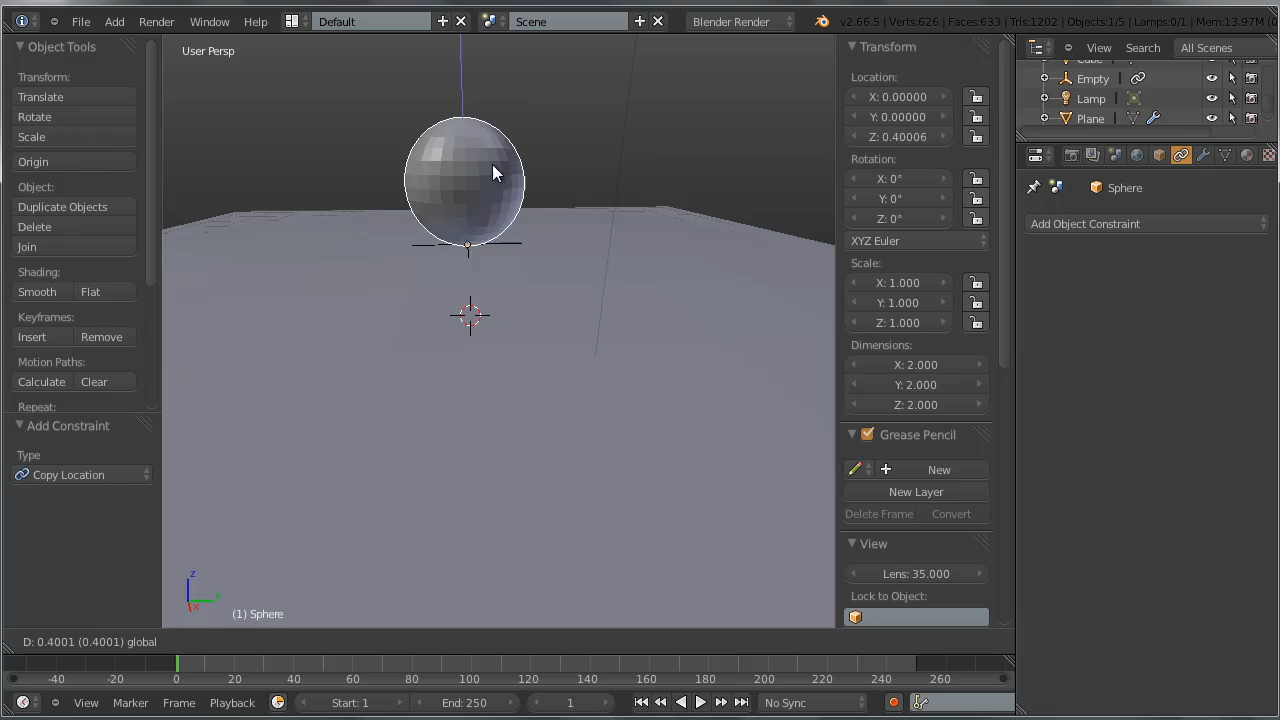 File Add Render Window Help Default Scene Blender Render v2.66.5 | Verts:626 | Faces:633 | Tris:1202 | Objects:1/5 | Lamps:0/1 | Mem:13.97M
Object Tools
Transform:
Translate
Rotate
Scale
Origin
Object:
Duplicate Objects
Delete
Join
Shading:
Smooth Flat
Keyframes:
Insert Remove
Motion Paths:
Calculate Clear
Repeat:
Add Constraint
Type
Copy Location
User Persp
z
y
x
(1) Sphere
Transform
Location:
X: 0.00000
Y: 0.00000
Z: 0.40006
Rotation:
X: 0°
Y: 0°
Z: 0°
XYZ Euler
Scale:
X: 1.000
Y: 1.000
Z: 1.000
Dimensions:
X: 2.000
Y: 2.000
Z: 2.000
Grease Pencil
New
New Layer
Delete Frame Convert
View
Lens: 35.000
Lock to Object:
View Search All Scenes
Cube
Empty
Lamp
Plane
Sphere
Add Object Constraint
D: 0.4001 (0.4001) global
-40 -20 0 20 40 60 80 100 120 140 160 180 200 220 240 260
View Marker Frame Playback Start: 1 End: 250 1 No Sync